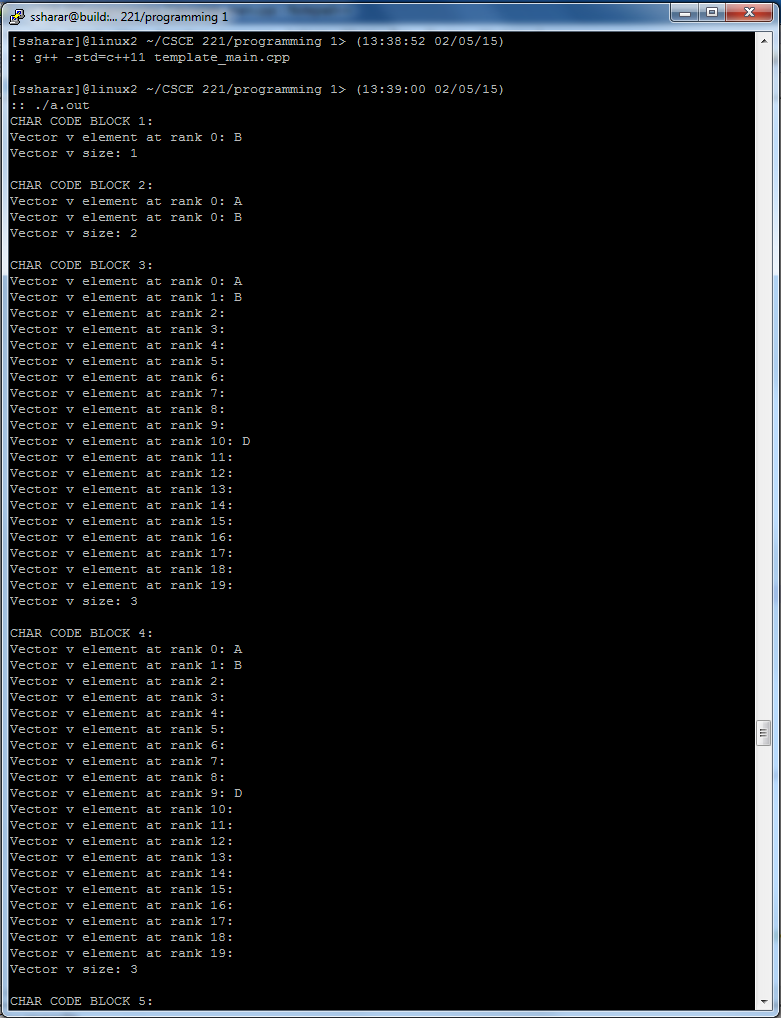 ssharar@build:... 221/programming 1
[ssharar]@linux2 ~/CSCE 221/programming 1> (13:38:52 02/05/15)
:: g++ -std=c++11 template_main.cpp
[ssharar]@linux2 ~/CSCE 221/programming 1> (13:39:00 02/05/15)
:: ./a.out
CHAR CODE BLOCK 1:
Vector v element at rank 0: B
Vector v size: 1
CHAR CODE BLOCK 2:
Vector v element at rank 0: A
Vector v element at rank 0: B
Vector v size: 2
CHAR CODE BLOCK 3:
Vector v element at rank 0: A
Vector v element at rank 1: B
Vector v element at rank 2:
Vector v element at rank 3:
Vector v element at rank 4:
Vector v element at rank 5:
Vector v element at rank 6:
Vector v element at rank 7:
Vector v element at rank 8:
Vector v element at rank 9:
Vector v element at rank 10: D
Vector v element at rank 11:
Vector v element at rank 12:
Vector v element at rank 13:
Vector v element at rank 14:
Vector v element at rank 15:
Vector v element at rank 16:
Vector v element at rank 17:
Vector v element at rank 18:
Vector v element at rank 19:
Vector v size: 3
CHAR CODE BLOCK 4:
Vector v element at rank 0: A
Vector v element at rank 1: B
Vector v element at rank 2:
Vector v element at rank 3:
Vector v element at rank 4:
Vector v element at rank 5:
Vector v element at rank 6:
Vector v element at rank 7:
Vector v element at rank 8:
Vector v element at rank 9: D
Vector v element at rank 10:
Vector v element at rank 11:
Vector v element at rank 12:
Vector v element at rank 13:
Vector v element at rank 14:
Vector v element at rank 15:
Vector v element at rank 16:
Vector v element at rank 17:
Vector v element at rank 18:
Vector v element at rank 19:
Vector v size: 3
CHAR CODE BLOCK 5: